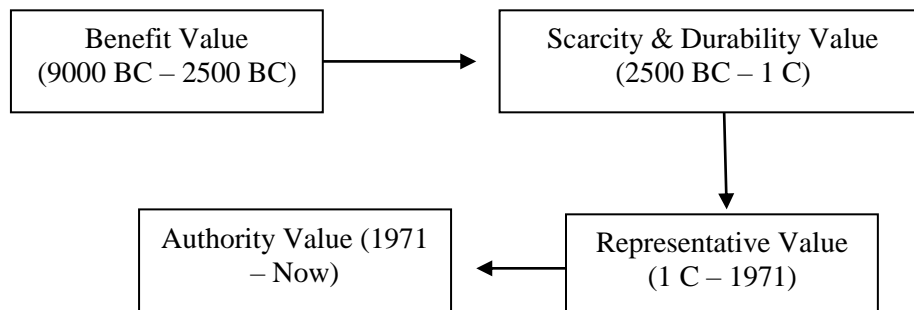 Benefit Value
(9000 BC – 2500 BC)
Scarcity & Durability Value
(2500 BC – 1 C)
Representative Value
(1 C – 1971)
Authority Value (1971
– Now)